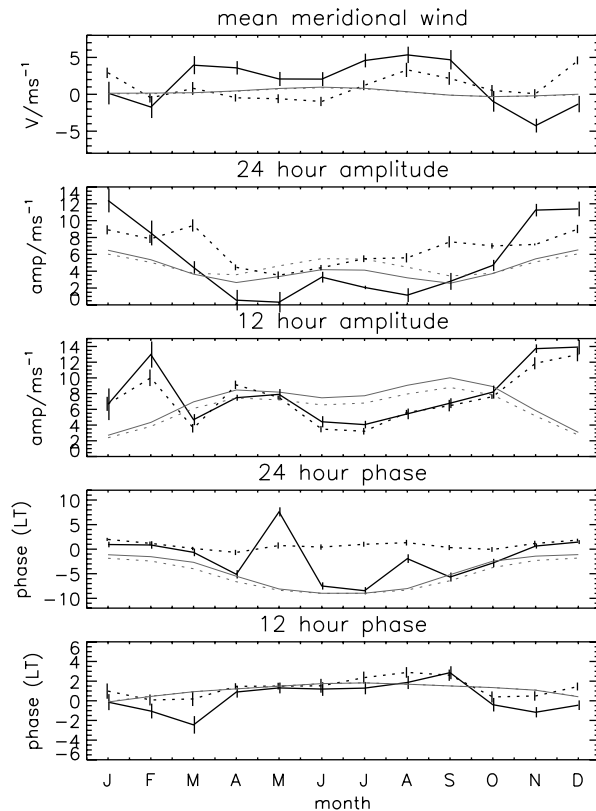 mean meridional wind
5
0
-5
V/ms⁻¹
24 hour amplitude
14
12
10
8
6
4
2
0
amp/ms⁻¹
12 hour amplitude
14
12
10
8
6
4
2
0
amp/ms⁻¹
24 hour phase
10
5
0
-5
-10
phase (LT)
12 hour phase
6
4
2
0
-2
-4
-6
phase (LT)
J F M A M J J A S O N D
month